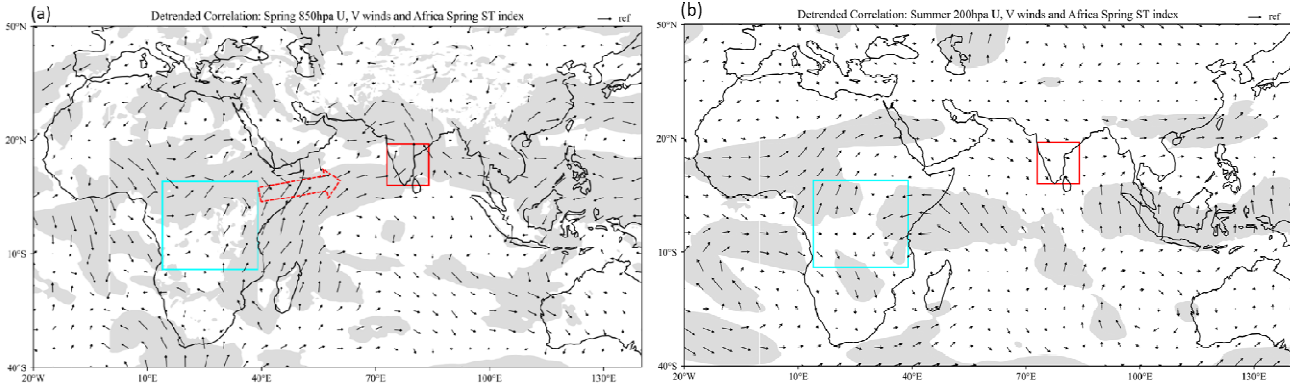 (a)
Detrended Correlation: Spring 850hpa U, V winds and Africa Spring ST index
ref
50°N
20°N
10°S
40°S
20°W
10°E
40°E
70°E
100°E
130°E
(b)
Detrended Correlation: Summer 200hpa U, V winds and Africa Spring ST index
ref
50°N
20°N
10°S
40°S
20°W
10°E
40°E
70°E
100°E
130°E